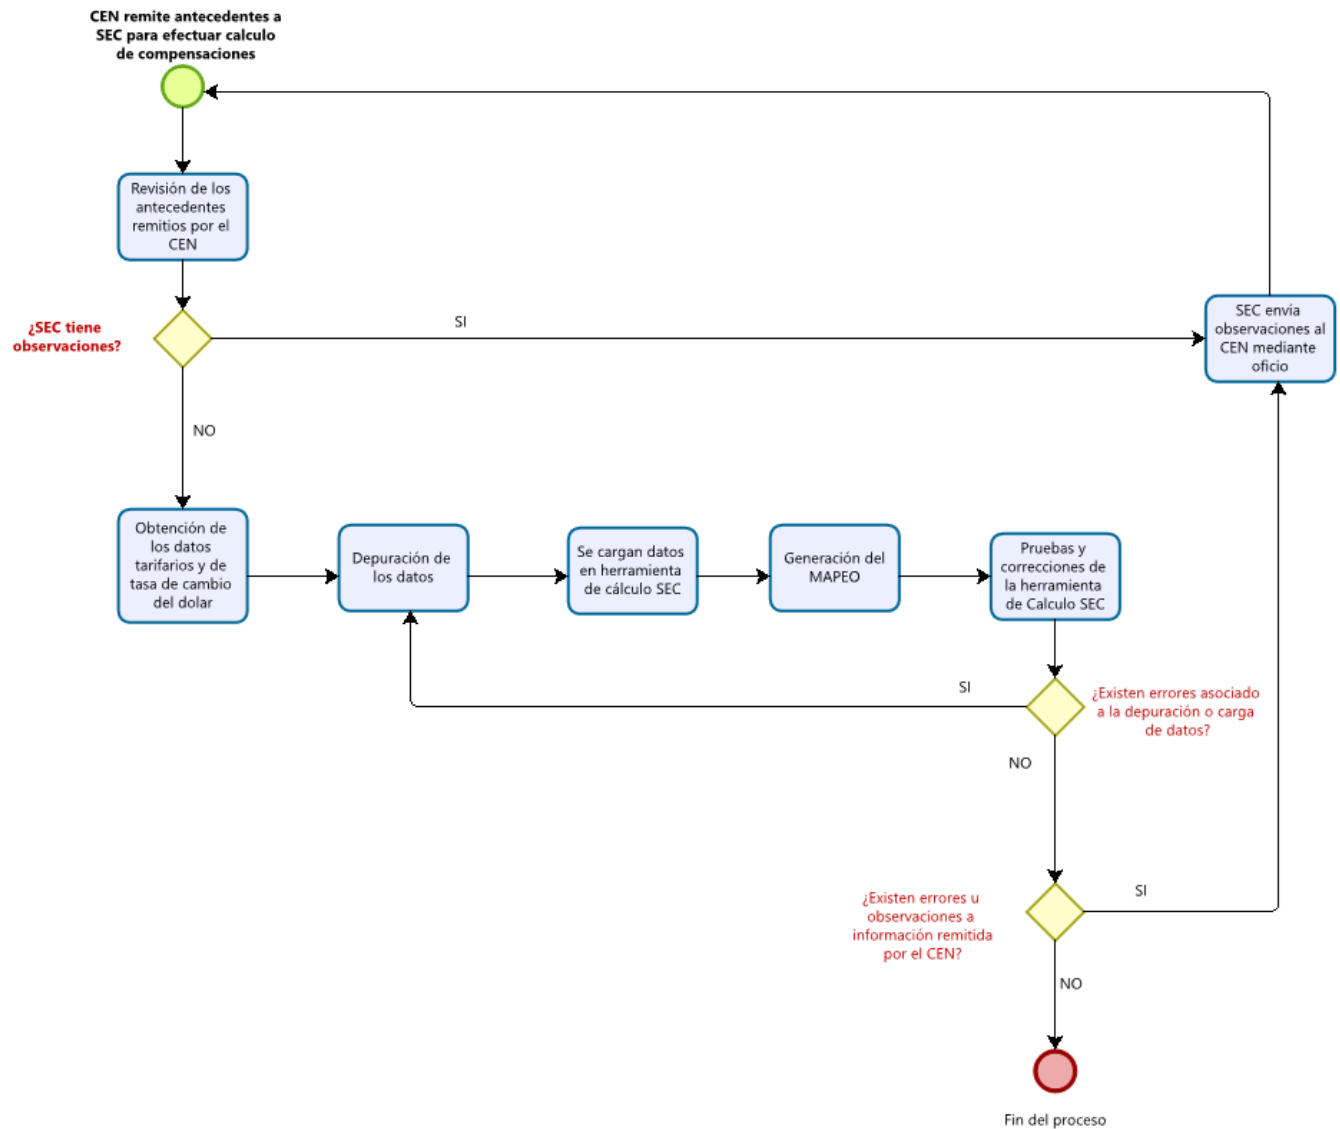 CEN remite antecedentes a
SEC para efectuar calculo
de compensaciones
Revisión de los
antecedentes
remitios por el
CEN
¿SEC tiene
observaciones?
SI
SEC envía
observaciones al
CEN mediante
oficio
NO
Obtención de
los datos
tarifarios y de
tasa de cambio
del dolar
Depuración de
los datos
Se cargan datos
en herramienta
de cálculo SEC
Generación del
MAPEO
Pruebas y
correcciones de
la herramienta
de Calculo SEC
SI
¿Existen errores asociado
a la depuración o carga
de datos?
NO
¿Existen errores u
observaciones a
información remitida
por el CEN?
SI
NO
Fin del proceso